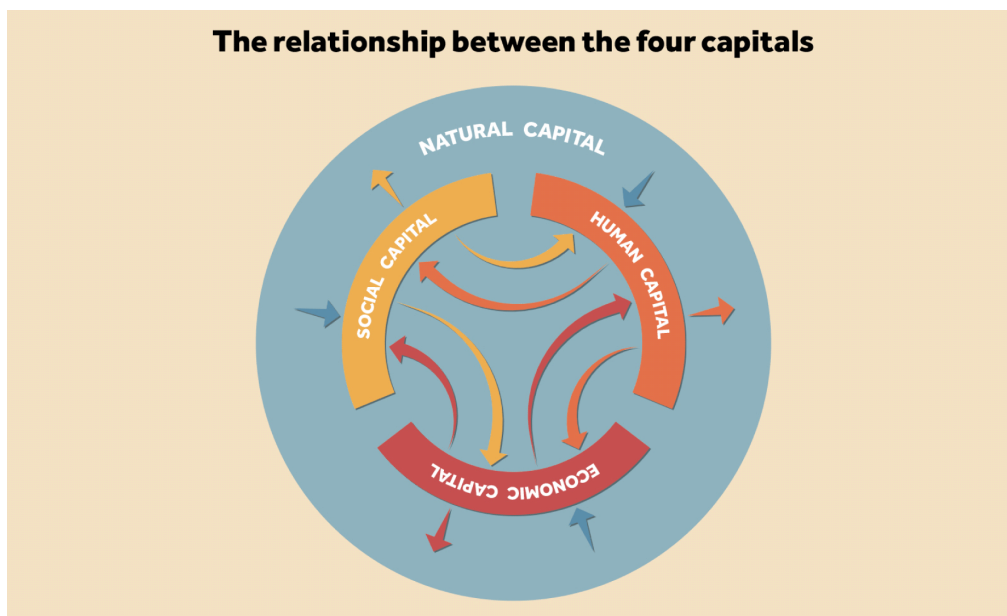 The relationship between the four capitals
NATURAL CAPITAL
SOCIAL CAPITAL
HUMAN CAPITAL
ECONOMIC CAPITAL